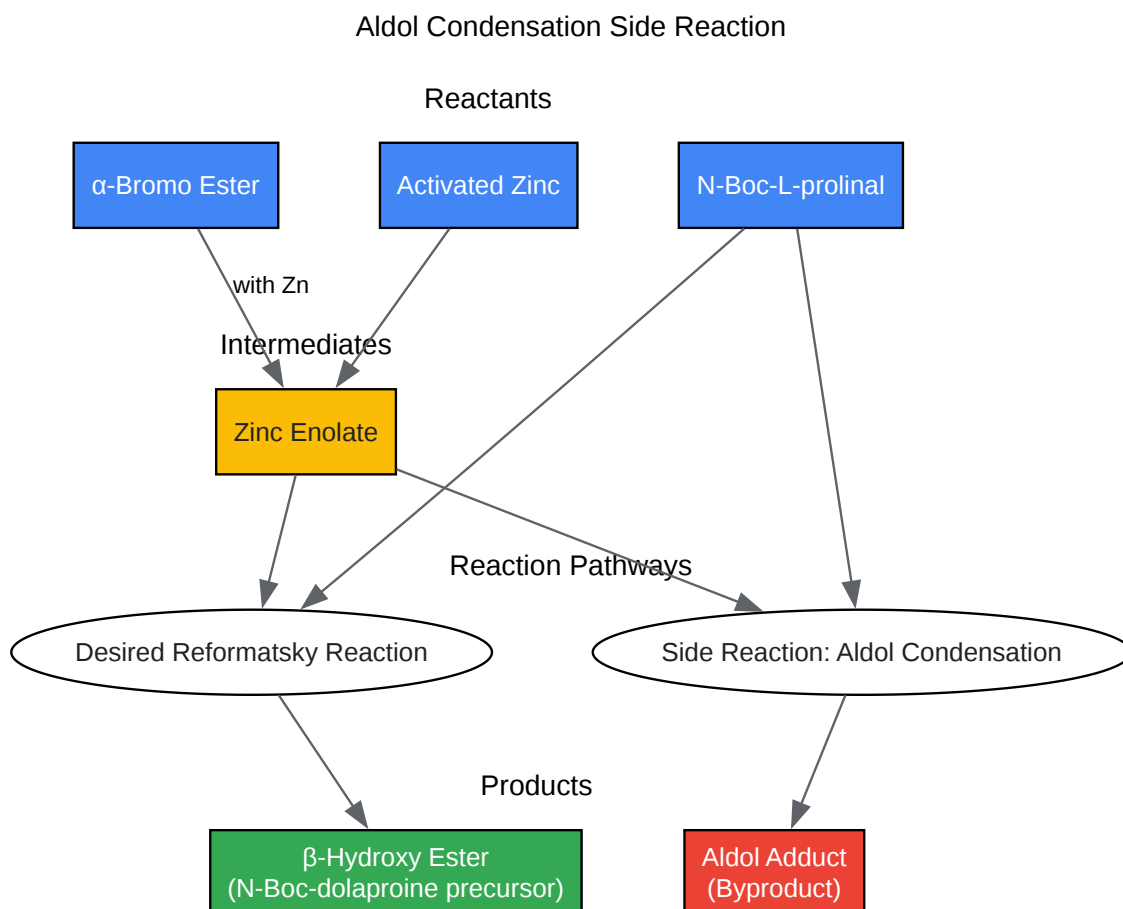 Aldol Condensation Side Reaction
Reactants
α-Bromo Ester
Activated Zinc
N-Boc-L-prolinal
with Zn
Intermediates
Zinc Enolate
Reaction Pathways
Desired Reformatsky Reaction
Side Reaction: Aldol Condensation
Products
β-Hydroxy Ester
(N-Boc-dolaproine precursor)
Aldol Adduct
(Byproduct)